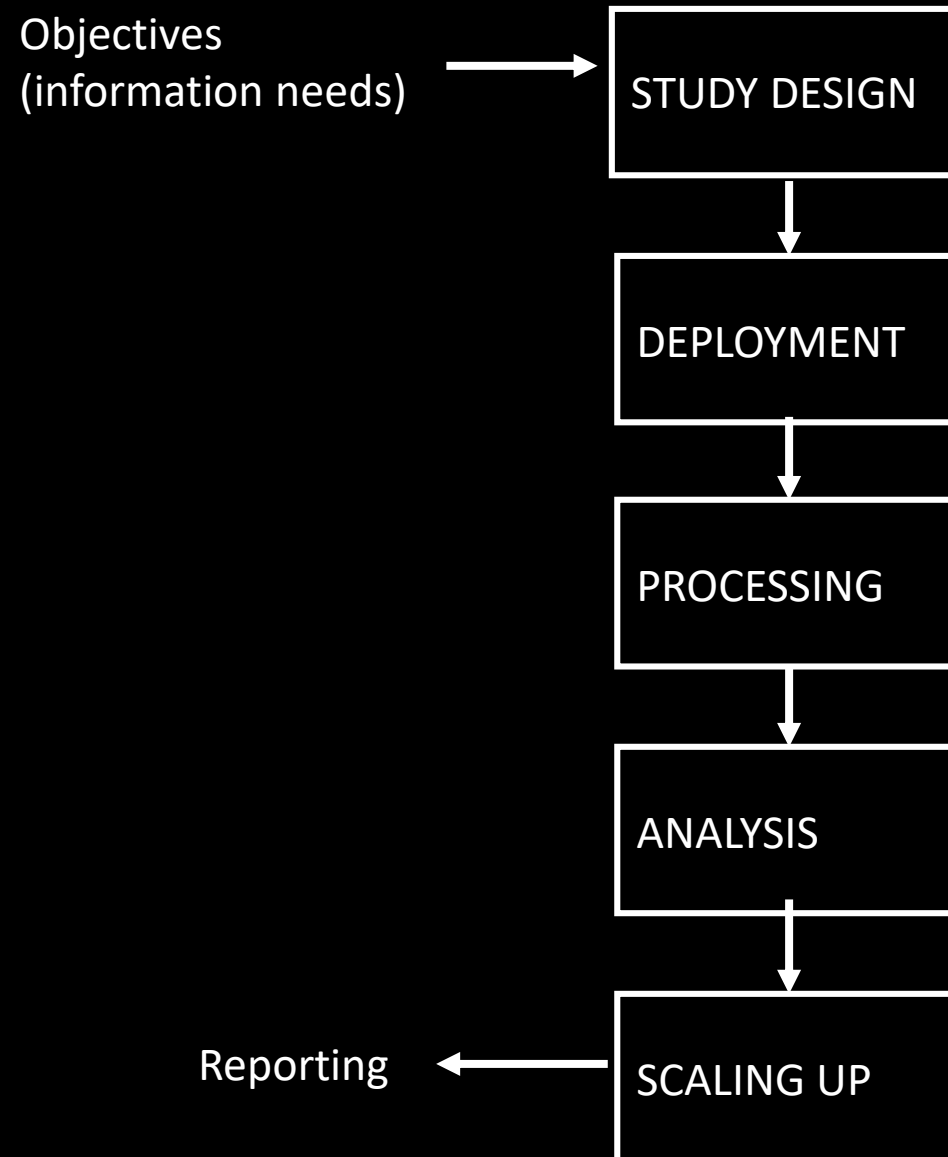 Objectives
(information needs)
STUDY DESIGN
DEPLOYMENT
PROCESSING
ANALYSIS
Reporting
SCALING UP